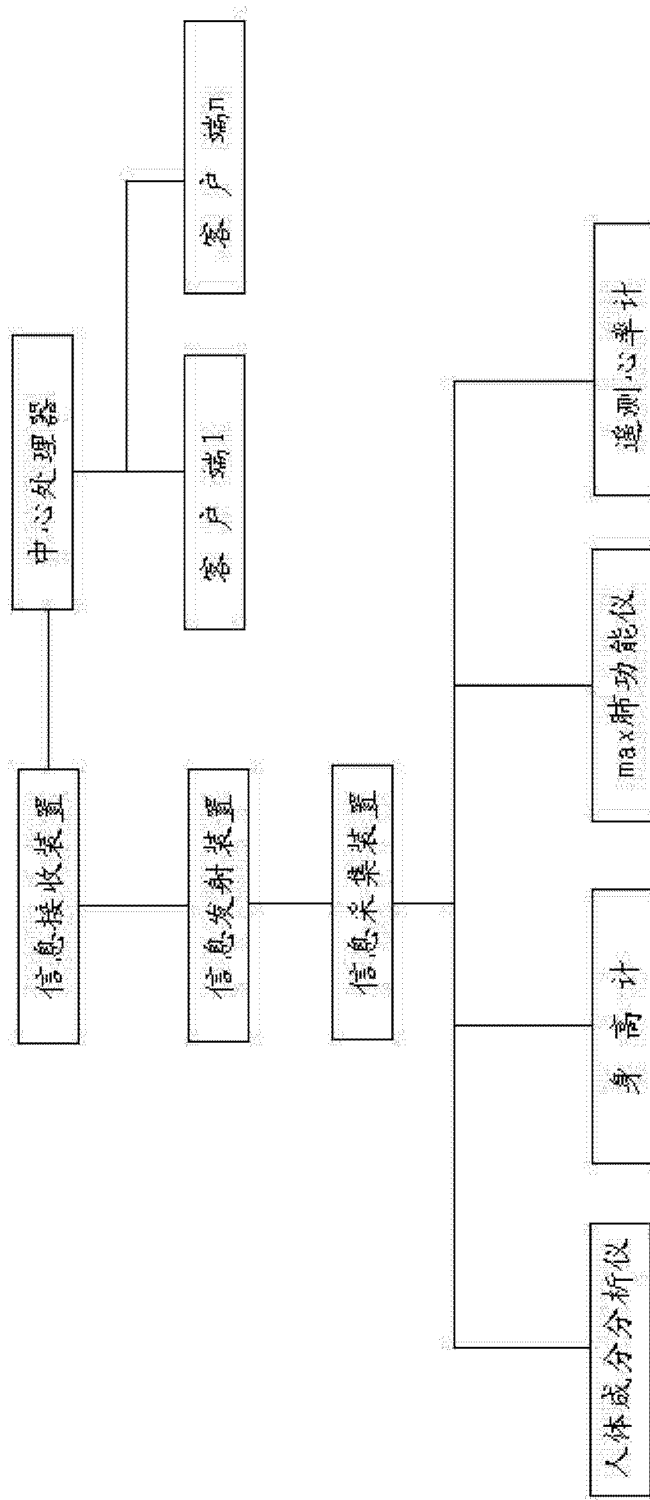 信息接收装置
中心处理器
信息发射装置
客户端1
客户端n
信息采集装置
人体成分分析仪
身高计
max肺功能仪
遥测心率计